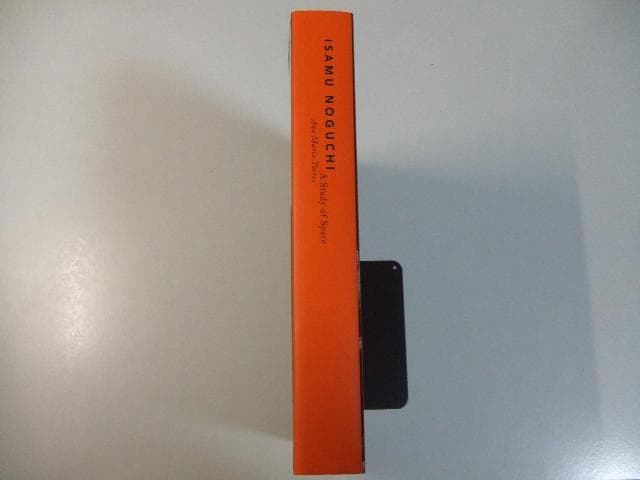 ISAMU NOGUCHI A Study of Space
Ana Maria Torres